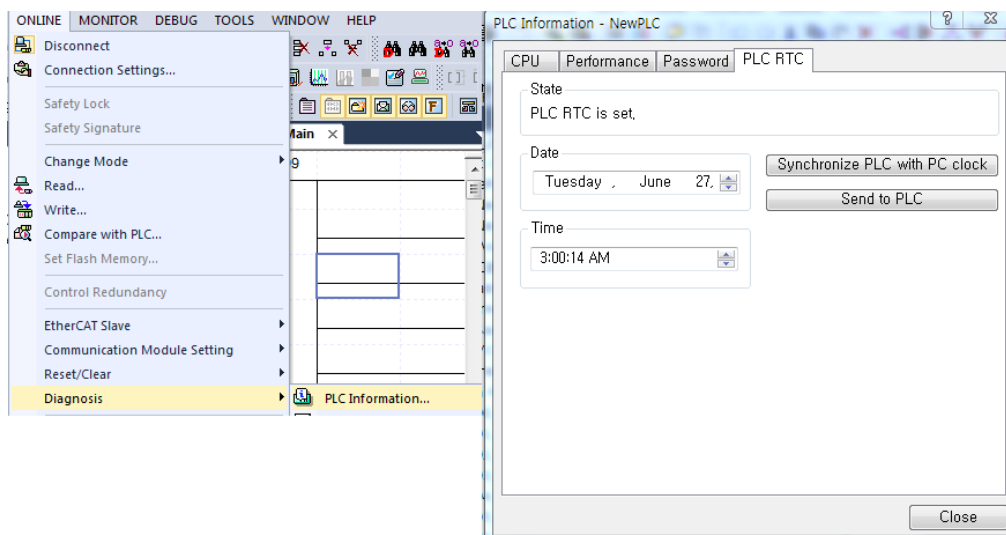 ONLINE MONITOR DEBUG TOOLS WINDOW HELP
Disconnect
Connection Settings...
Safety Lock
Safety Signature
Change Mode
Read...
Write...
Compare with PLC...
Set Flash Memory...
Control Redundancy
EtherCAT Slave
Communication Module Setting
Reset/Clear
Diagnosis
PLC Information...
F
Main ×
PLC Information - NewPLC
CPU Performance Password PLC RTC
State
PLC RTC is set,
Date
Tuesday , June 27,
Synchronize PLC with PC clock
Send to PLC
Time
3:00:14 AM
Close